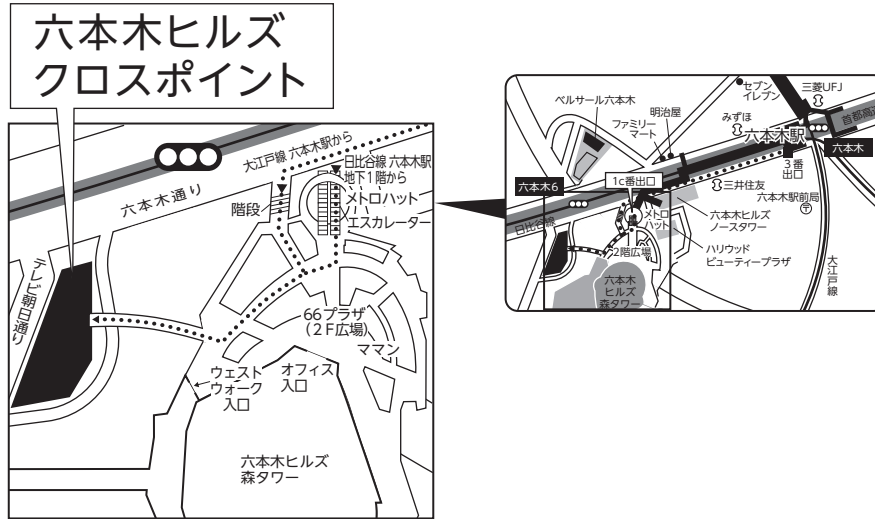 六本木ヒルズ
クロスポイント
大江戸線 六本木駅から
日比谷線 六本木駅
地下1階から
六本木通り
階段
メトロハット
エスカレーター
テレビ朝日通り
66プラザ
(2F広場)
ママン
ウェスト
ウォーク
入口
オフィス
入口
六本木ヒルズ
森タワー
ベルサール六本木
ファミリー
マート
明治屋
セブン
イレブン
みずほ
三菱UFJ
首都高速
六本木駅
六本木
3番
出口
六本木6
1c番出口
三井住友
六本木駅前局
日比谷線
メトロ
ハット
六本木ヒルズ
ノースタワー
2階広場
ハリウッド
ビューティープラザ
六本木
ヒルズ
森タワー
大江戸線